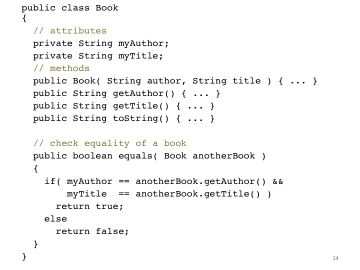 public class Book
{
// attributes
private String myAuthor;
private String myTitle;
// methods
public Book( String author, String title ) { ... }
public String getAuthor() { ... }
public String getTitle() { ... }
public String toString() { ... }
// check equality of a book
public boolean equals( Book anotherBook )
{
if( myAuthor == anotherBook.getAuthor() &&
myTitle == anotherBook.getTitle() )
return true;
else
return false;
}
}
14